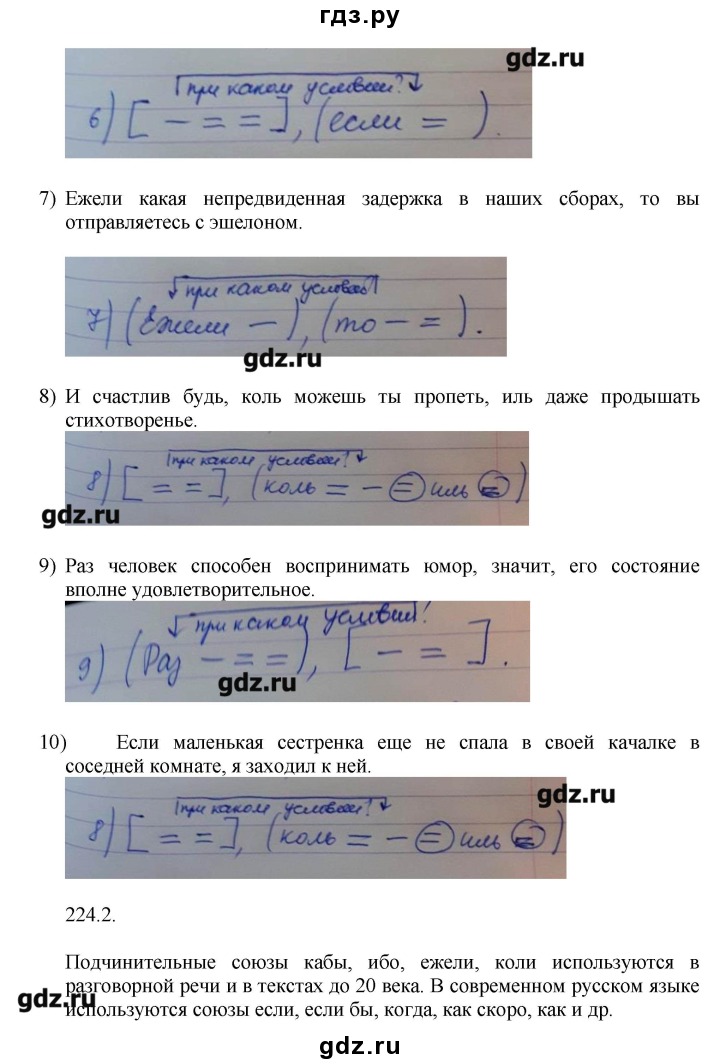 гдз.ру
gdz.ru
при каком условии?
6) [ – = = ], (если = ).
7) Ежели какая непредвиденная задержка в наших сборах, то вы
отправляетесь с эшелоном.
при каком условии
7) (Ежели – ), (то – = ).
gdz.ru
8) И счастлив будь, коль можешь ты пропеть, иль даже продышать
стихотворенье.
при каком условии?
8) [ = = ], (коль = – = иль = )
gdz.ru
9) Раз человек способен воспринимать юмор, значит, его состояние
вполне удовлетворительное.
при каком условии?
9) (Раз – = = ), [ – = ].
gdz.ru
10) Если маленькая сестренка еще не спала в своей качалке в
соседней комнате, я заходил к ней.
gdz.ru
при каком условии?
8) [ = = ], (коль = – = иль = )
224.2.
Подчинительные союзы кабы, ибо, ежели, коли используются в
разговорной речи и в текстах до 20 века. В современном русском языке
gdz.ru
используются союзы если, если бы, когда, как скоро, как и др.
gdz.ru